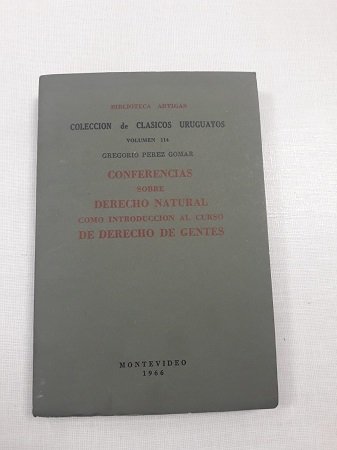 BIBLIOTECA ARTIGAS
COLECCION de CLASICOS URUGUAYOS
VOLUMEN 114
GREGORIO PEREZ GOMAR
CONFERENCIAS
SOBRE
DERECHO NATURAL
COMO INTRODUCCION AL CURSO
DE DERECHO DE GENTES
MONTEVIDEO
1966